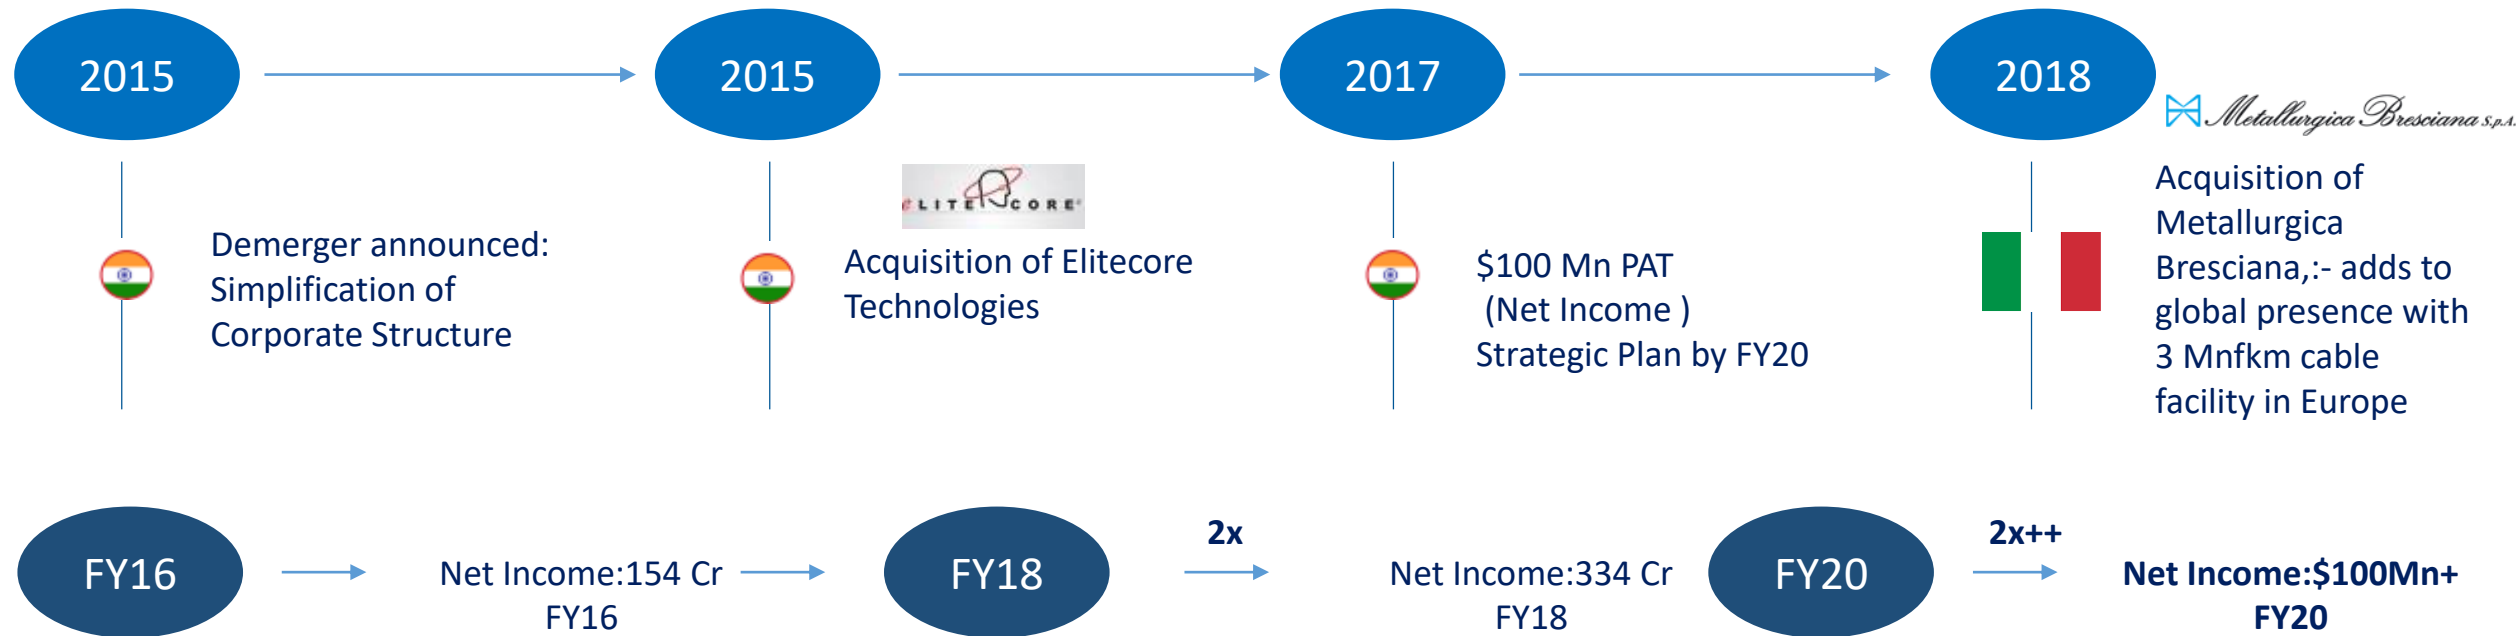 2015
2015
2017
2018
Metallurgica Bresciana S.p.A.
eLITECORE
Demerger announced:
Simplification of
Corporate Structure
Acquisition of Elitecore
Technologies
$100 Mn PAT
(Net Income )
Strategic Plan by FY20
Acquisition of
Metallurgica
Bresciana,:- adds to
global presence with
3 Mnfkm cable
facility in Europe
FY16
Net Income:154 Cr
FY16
FY18
2x
Net Income:334 Cr
FY18
FY20
2x++
Net Income:$100Mn+
FY20